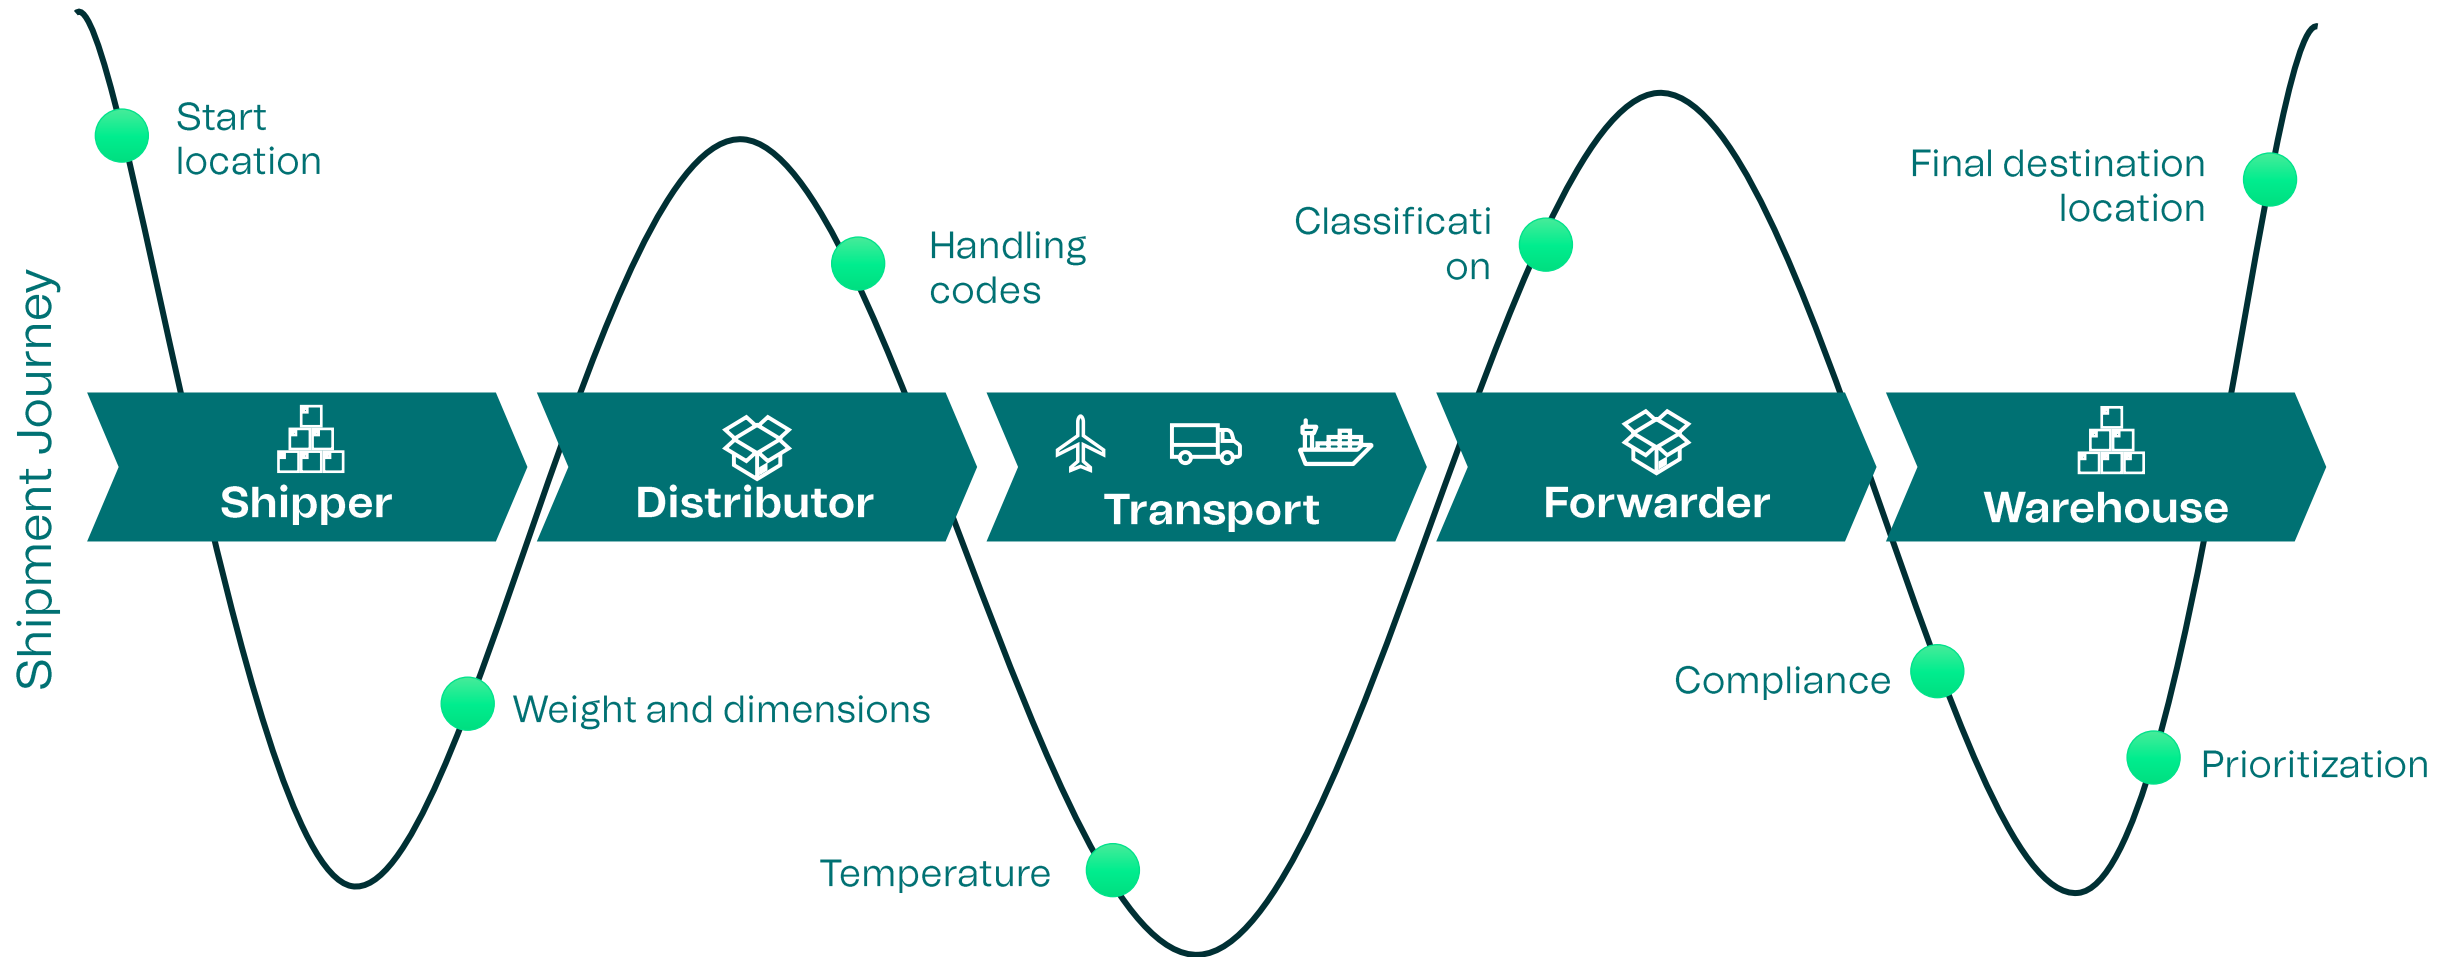 Shipment Journey
Start
location
Handling
codes
Classificati
on
Final destination
location
Shipper
Distributor
Transport
Forwarder
Warehouse
Weight and dimensions
Temperature
Compliance
Prioritization